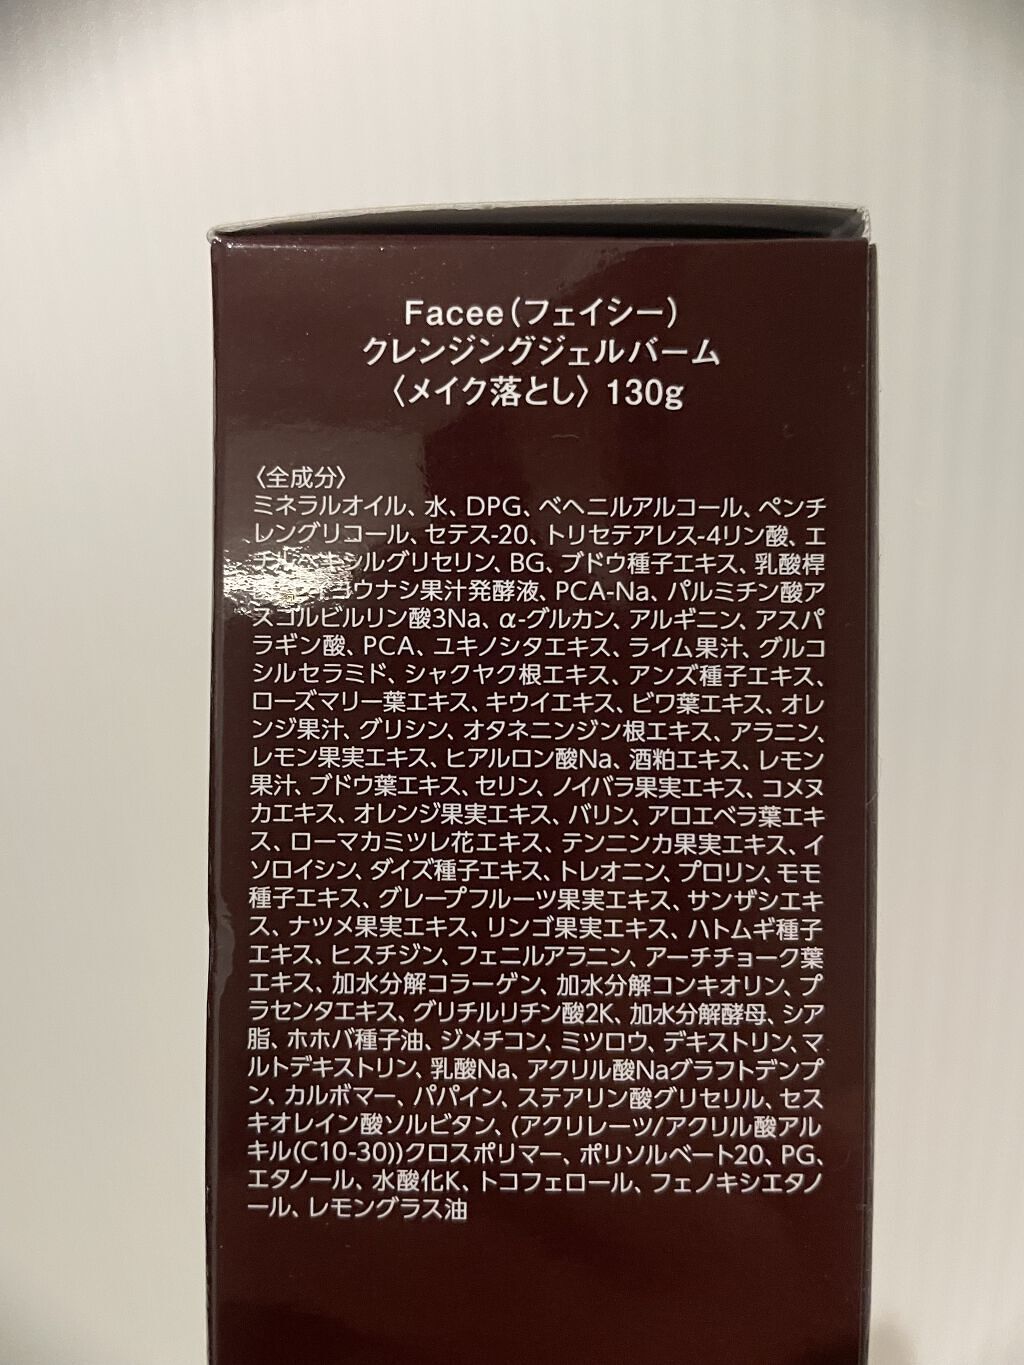 Facee(フェイシー)
クレンジングジェルバーム
〈メイク落とし〉 130g
〈全成分〉
ミネラルオイル、水、DPG、ベヘニルアルコール、ペンチ
レングリコール、セテス-20、トリセテアレス-4リン酸、エ
チルヘキシルグリセリン、BG、ブドウ種子エキス、乳酸桿
ヨウナシ果汁発酵液、PCA-Na、パルミチン酸ア
スコルビルリン酸3Na、α-グルカン、アルギニン、アスパ
ラギン酸、PCA、ユキノシタエキス、ライム果汁、グルコ
シルセラミド、シャクヤク根エキス、アンズ種子エキス、
ローズマリー葉エキス、キウイエキス、ビワ葉エキス、オレ
ンジ果汁、グリシン、オタネニンジン根エキス、アラニン、
レモン果実エキス、ヒアルロン酸Na、酒粕エキス、レモン
果汁、ブドウ葉エキス、セリン、ノイバラ果実エキス、コメヌ
カエキス、オレンジ果実エキス、バリン、アロエベラ葉エキ
ス、ローマカミツレ花エキス、テンニンカ果実エキス、イ
ソロイシン、ダイズ種子エキス、トレオニン、プロリン、モモ
種子エキス、グレープフルーツ果実エキス、サンザシエキ
ス、ナツメ果実エキス、リンゴ果実エキス、ハトムギ種子
エキス、ヒスチジン、フェニルアラニン、アーチチョーク葉
エキス、加水分解コラーゲン、加水分解コンキオリン、プ
ラセンタエキス、グリチルリチン酸2K、加水分解酵母、シア
脂、ホホバ種子油、ジメチコン、ミツロウ、デキストリン、マ
ルトデキストリン、乳酸Na、アクリル酸Naグラフトデンプ
ン、カルボマー、パパイン、ステアリン酸グリセリル、セス
キオレイン酸ソルビタン、(アクリレーツ/アクリル酸アル
キル(C10-30))クロスポリマー、ポリソルベート20、PG、
エタノール、水酸化K、トコフェロール、フェノキシエタノ
ール、レモングラス油